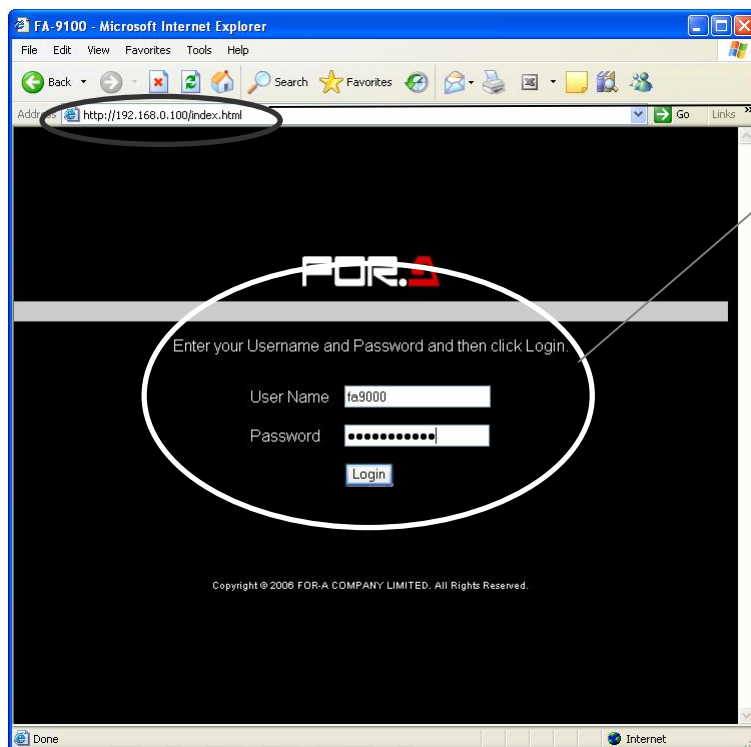 FA-9100 - Microsoft Internet Explorer
File Edit View Favorites Tools Help
Back Search Favorites
Address http://192.168.0.100/index.html Go Links »
FOR.A
Enter your Username and Password and then click Login.
User Name fa9000
Password •••••••••••
Login
Copyright © 2006 FOR-A COMPANY LIMITED. All Rights Reserved.
Done Internet